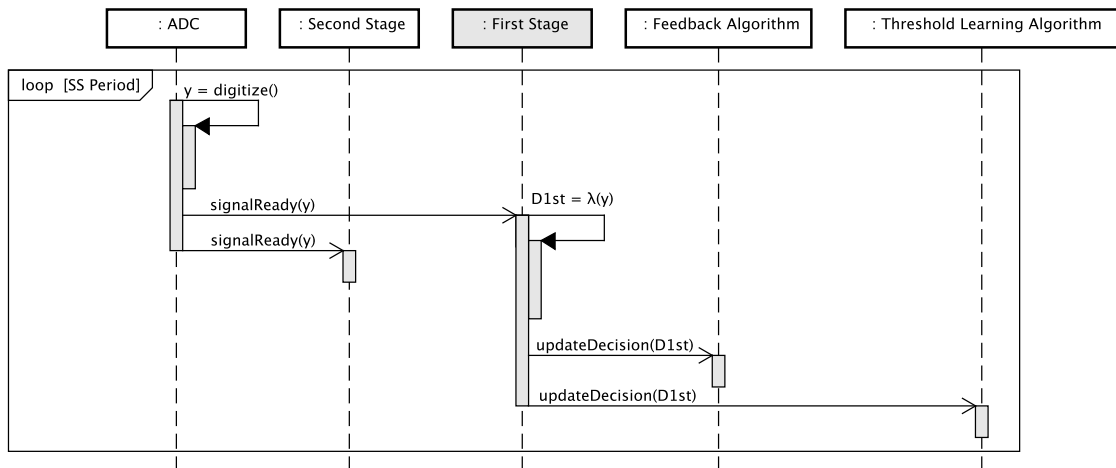 : ADC
: Second Stage
: First Stage
: Feedback Algorithm
: Threshold Learning Algorithm
loop [SS Period]
y = digitize()
D1st = λ(y)
signalReady(y)
signalReady(y)
updateDecision(D1st)
updateDecision(D1st)